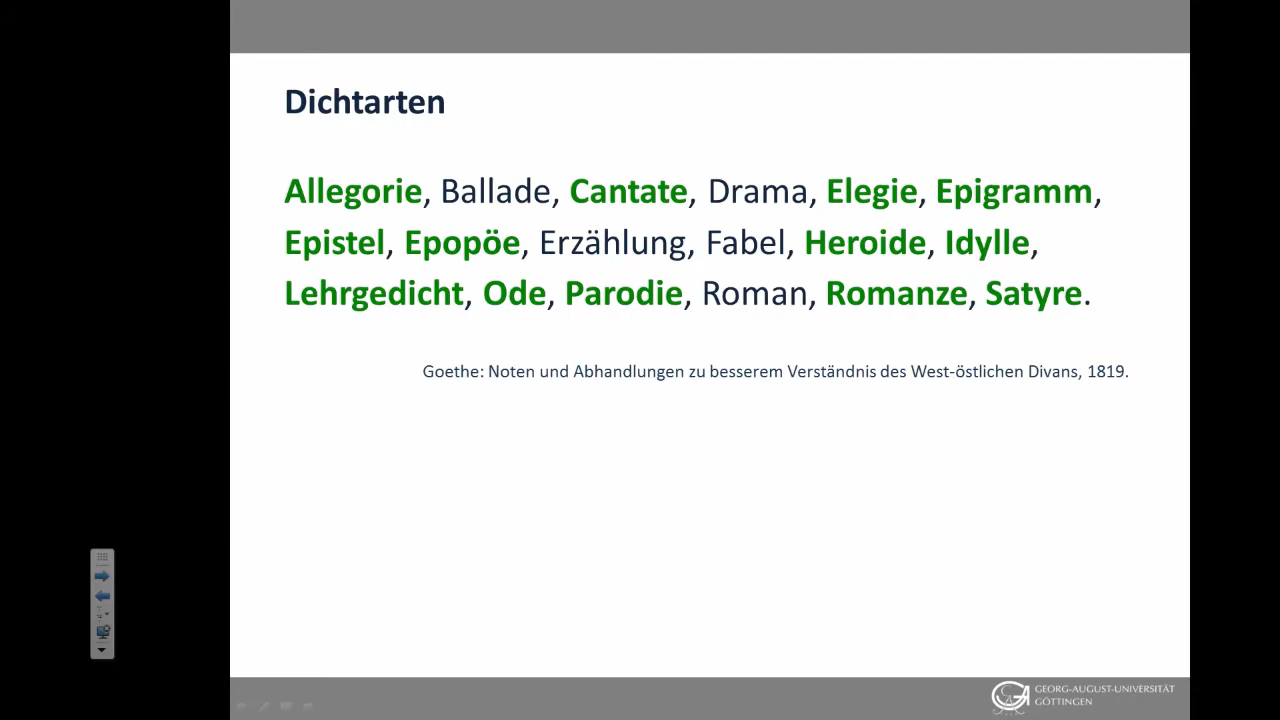 Dichtarten
Allegorie, Ballade, Cantate, Drama, Elegie, Epigramm,
Epistel, Epopöe, Erzählung, Fabel, Heroide, Idylle,
Lehrgedicht, Ode, Parodie, Roman, Romanze, Satyre.
Goethe: Noten und Abhandlungen zu besserem Verständnis des West-östlichen Divans, 1819.
GEORG-AUGUST-UNIVERSITÄT
GÖTTINGEN